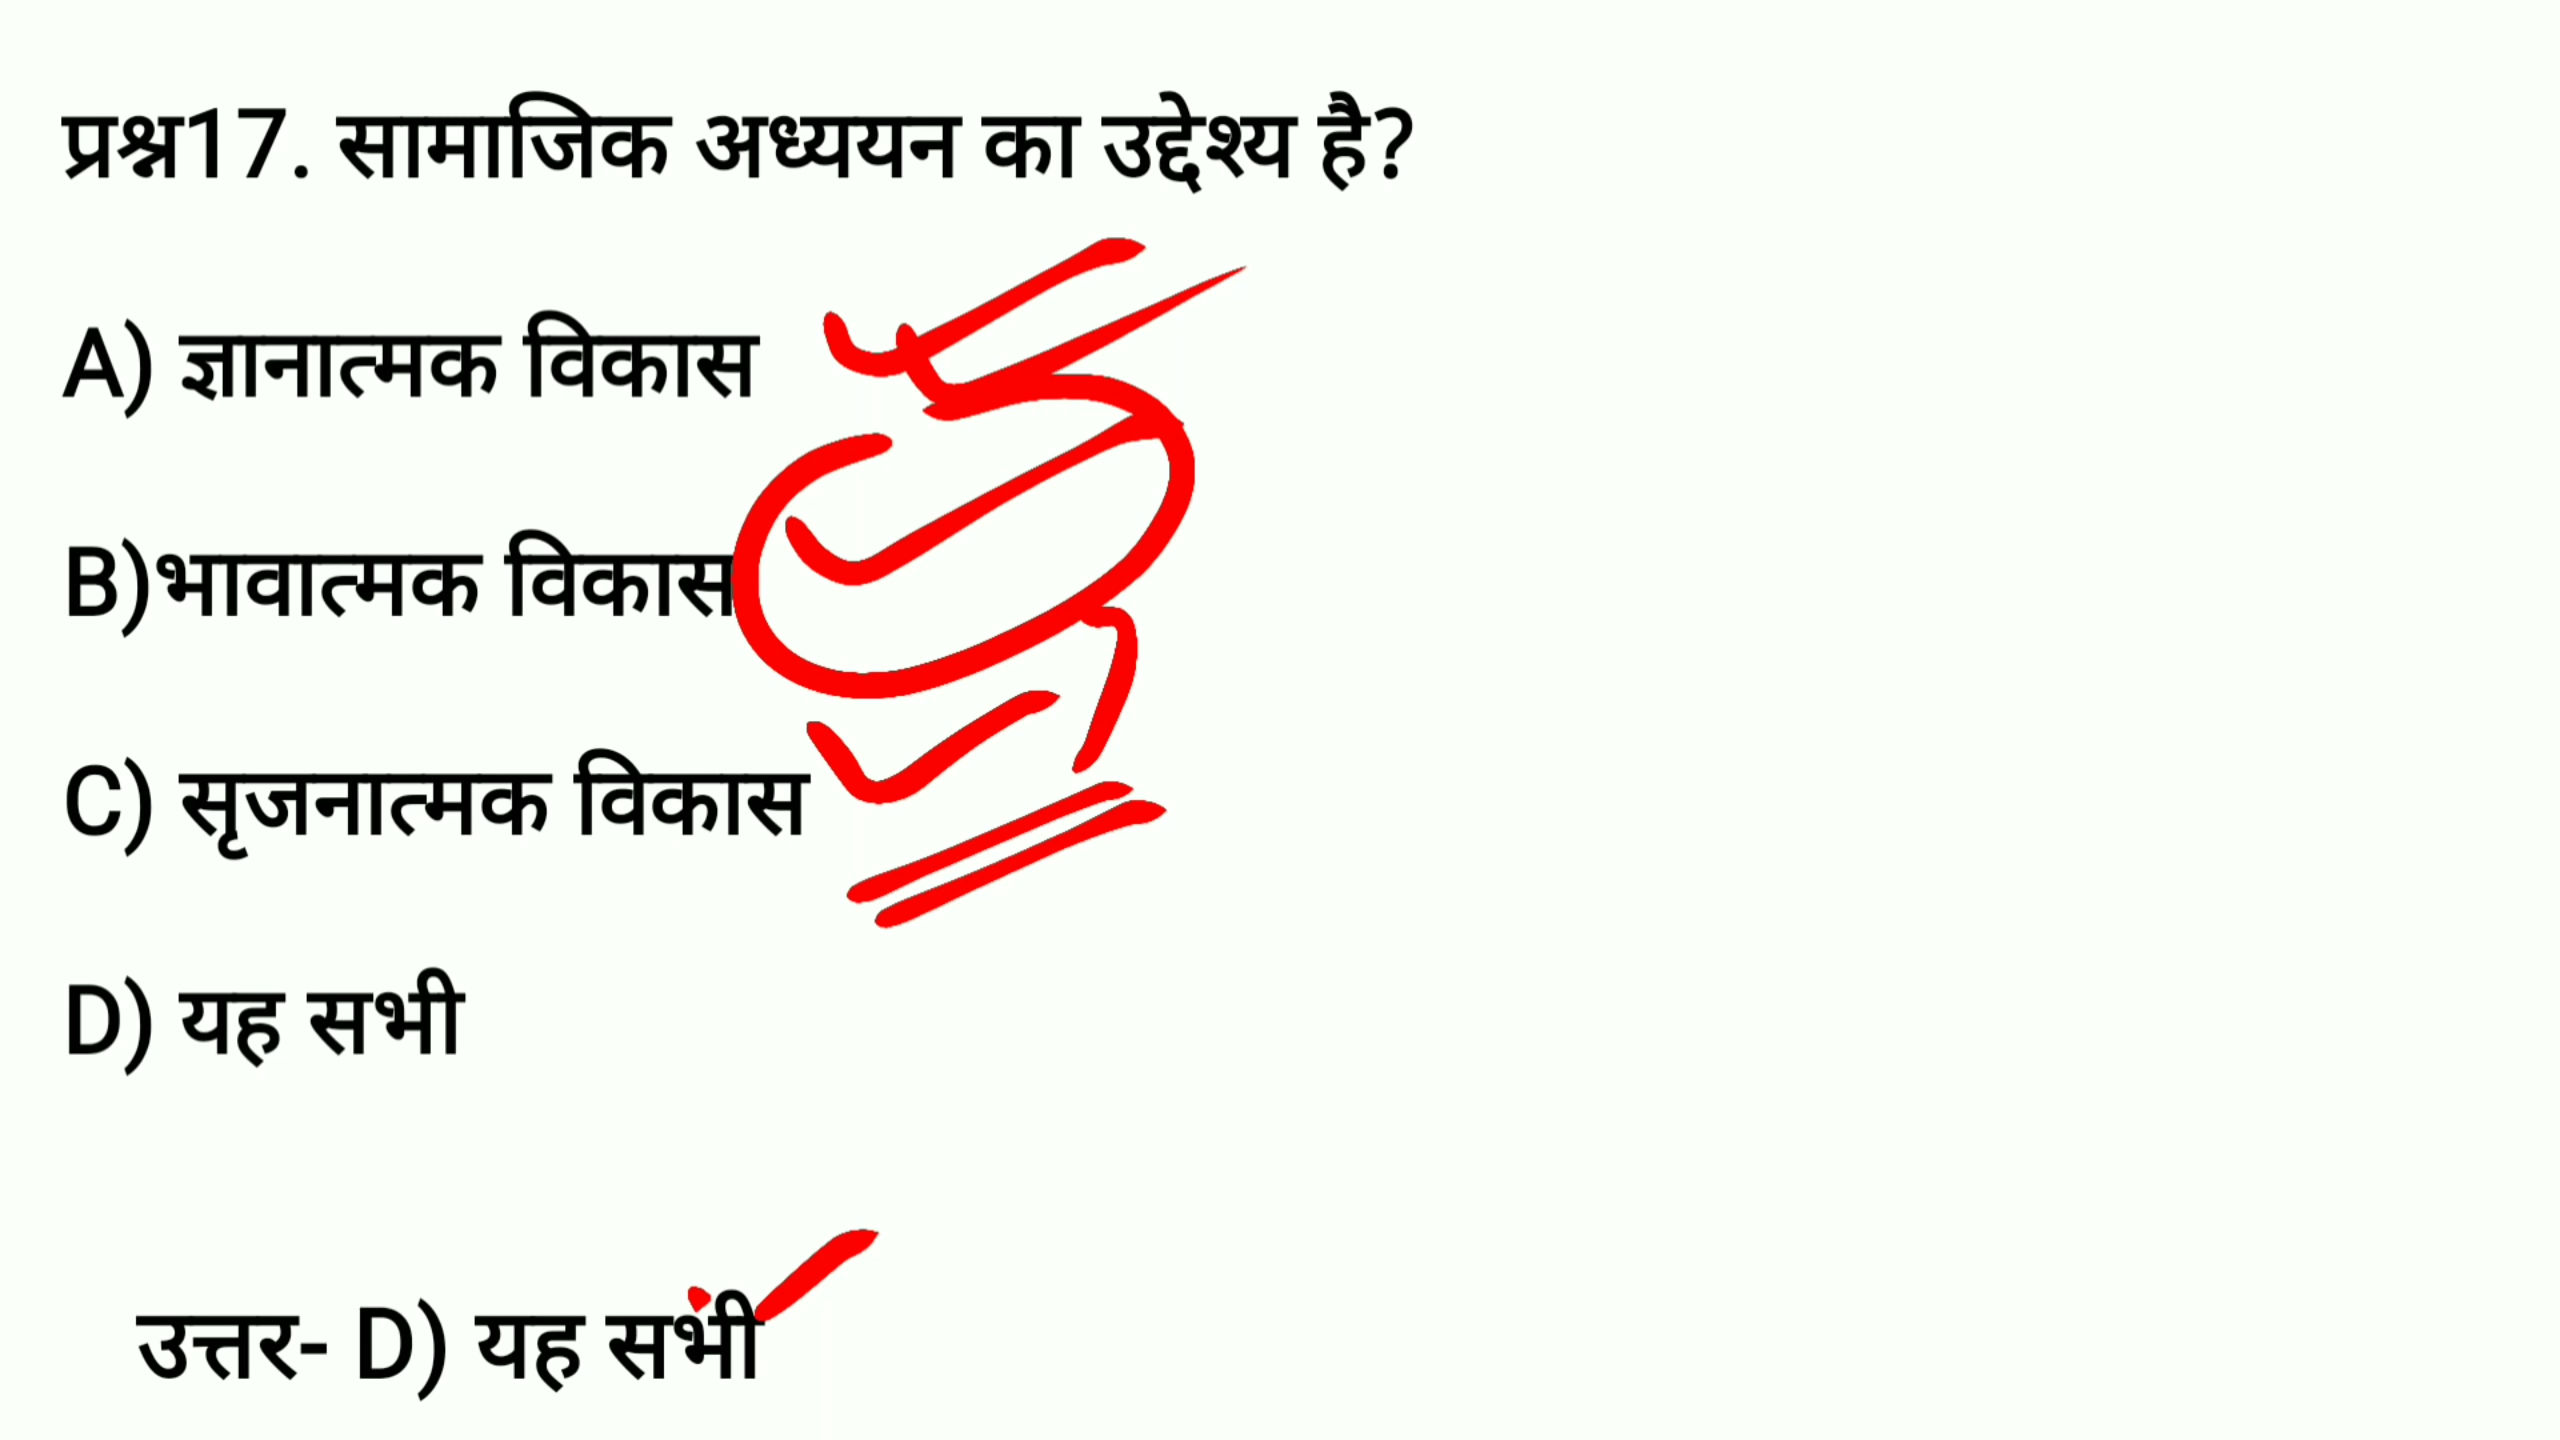 प्रश्न17. सामाजिक अध्ययन का उद्देश्य है?
A) ज्ञानात्मक विकास
B)भावात्मक विकास
C) सृजनात्मक विकास
D) यह सभी
उत्तर- D) यह सभी